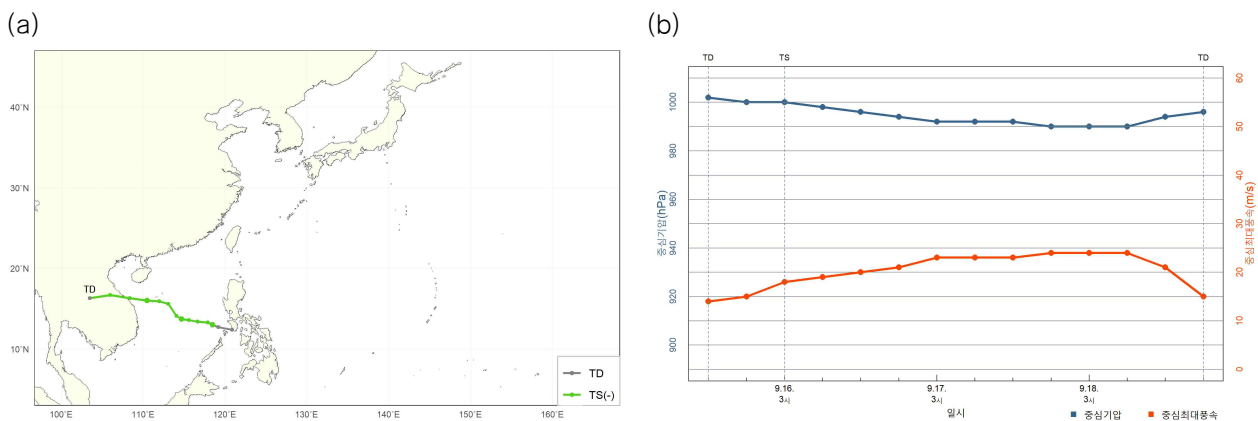 (a)
40°N
30°N
20°N
10°N
100°E
110°E
120°E
130°E
140°E
150°E
160°E
TD
TD
TS(-)
(b)
TD
TS
TD
1000
980
960
940
920
900
중심기압(hPa)
60
50
40
30
20
10
0
중심최대풍속(m/s)
9.16.
3시
9.17.
3시
9.18.
3시
일시
중심기압
중심최대풍속